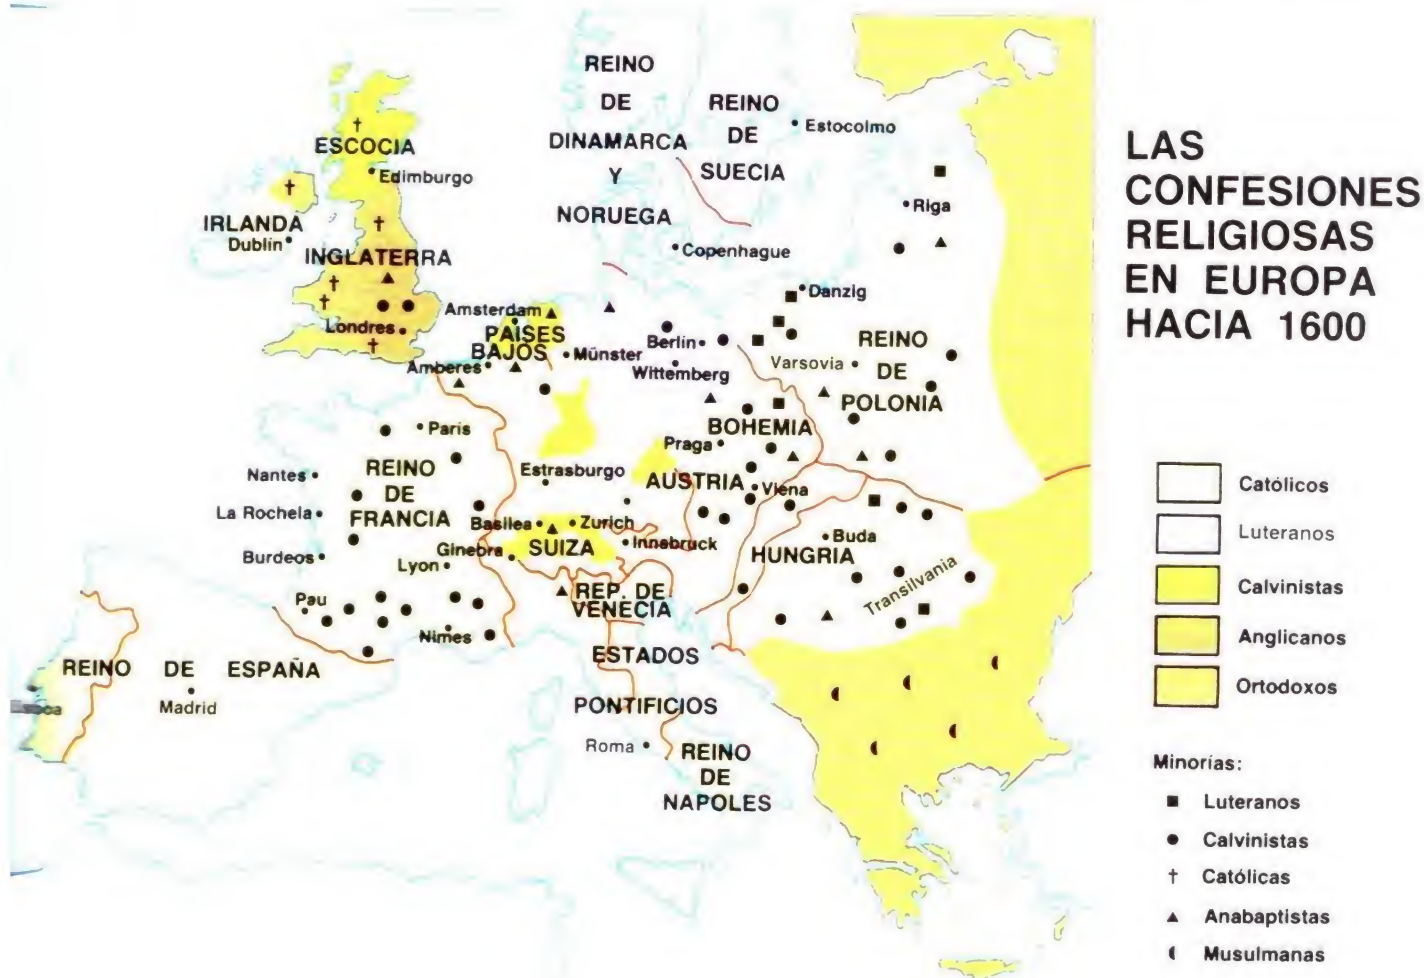 REINO
DE
DINAMARCA
Y
NORUEGA
REINO
DE
SUECIA
Estocolmo
ESCOCIA
Edimburgo
IRLANDA
Dublín
INGLATERRA
Londres
Riga
Copenhague
Danzig
Amsterdam
PAISES
BAJOS
Münster
Amberes
Berlín
Wittemberg
Varsovia
REINO
DE
POLONIA
BOHEMIA
Praga
París
Nantes
REINO
DE
FRANCIA
La Rochela
Burdeos
Lyon
Pau
Nimes
Estrasburgo
AUSTRIA
Viena
Basilea
Zurich
SUIZA
Ginebra
Innsbruck
Buda
HUNGRIA
Transilvania
REP. DE
VENECIA
ESTADOS
PONTIFICIOS
Roma
REINO
DE
NAPOLES
REINO DE ESPAÑA
Madrid
LAS
CONFESIONES
RELIGIOSAS
EN EUROPA
HACIA 1600
Católicos
Luteranos
Calvinistas
Anglicanos
Ortodoxos
Minorías:
Luteranos
Calvinistas
Católicas
Anabaptistas
Musulmanas